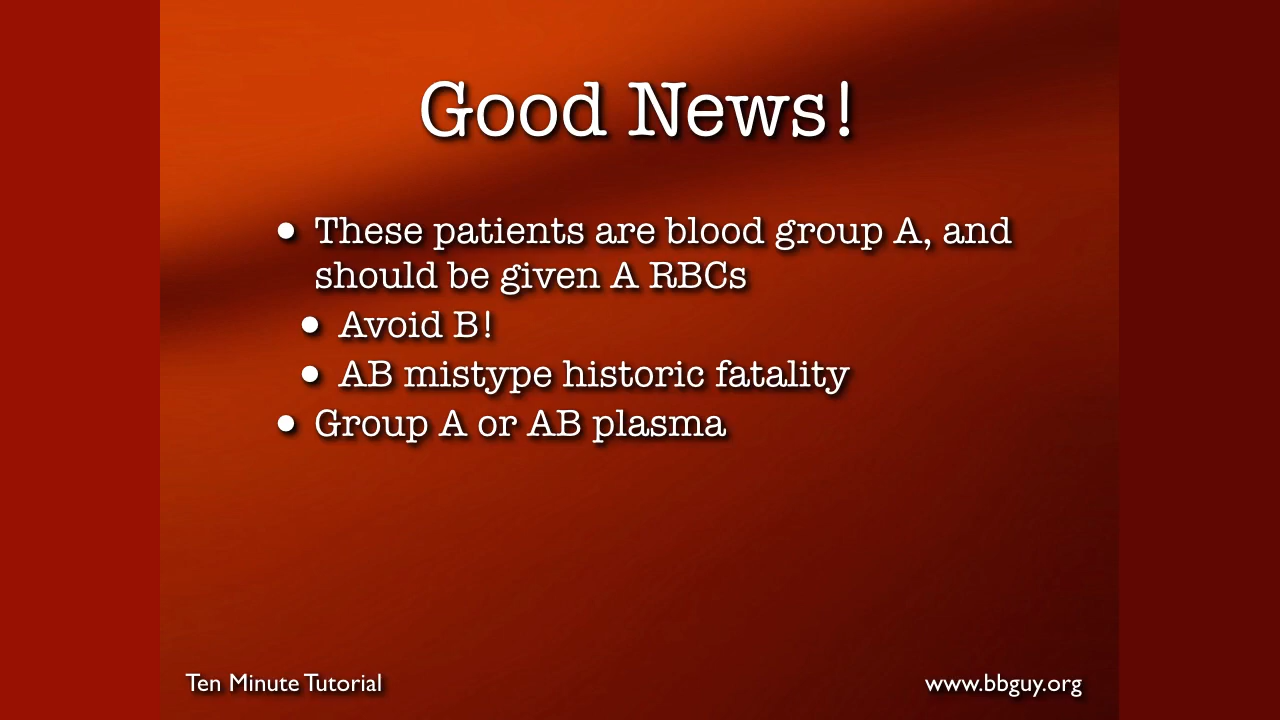 Good News!
• These patients are blood group A, and
should be given A RBCs
• Avoid B!
• AB mistype historic fatality
• Group A or AB plasma
Ten Minute Tutorial
www.bbguy.org